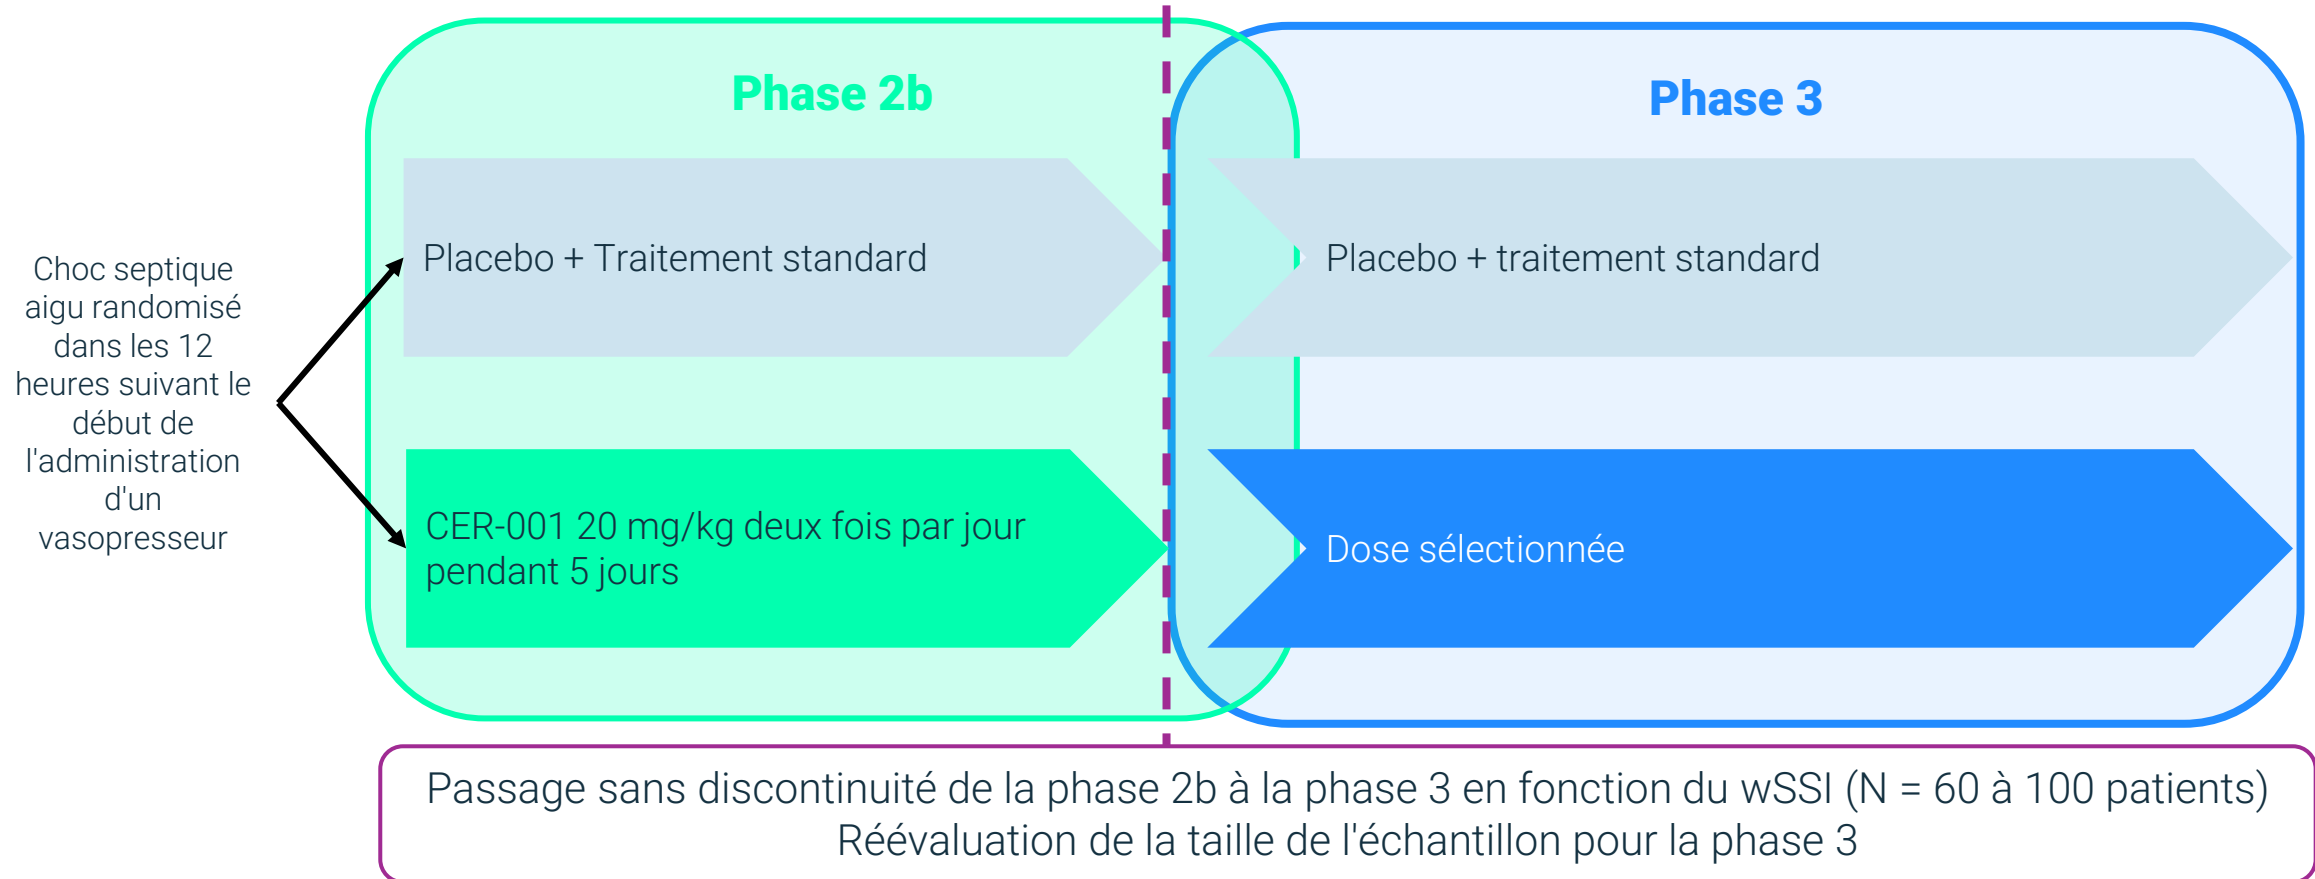 Phase 2b
Phase 3
Choc septique
aigu randomisé
dans les 12
heures suivant le
début de
l'administration
d'un
vasopresseur
Placebo + Traitement standard
Placebo + traitement standard
CER-001 20 mg/kg deux fois par jour
pendant 5 jours
Dose sélectionnée
Passage sans discontinuité de la phase 2b à la phase 3 en fonction du wSSI (N = 60 à 100 patients)
Réévaluation de la taille de l'échantillon pour la phase 3